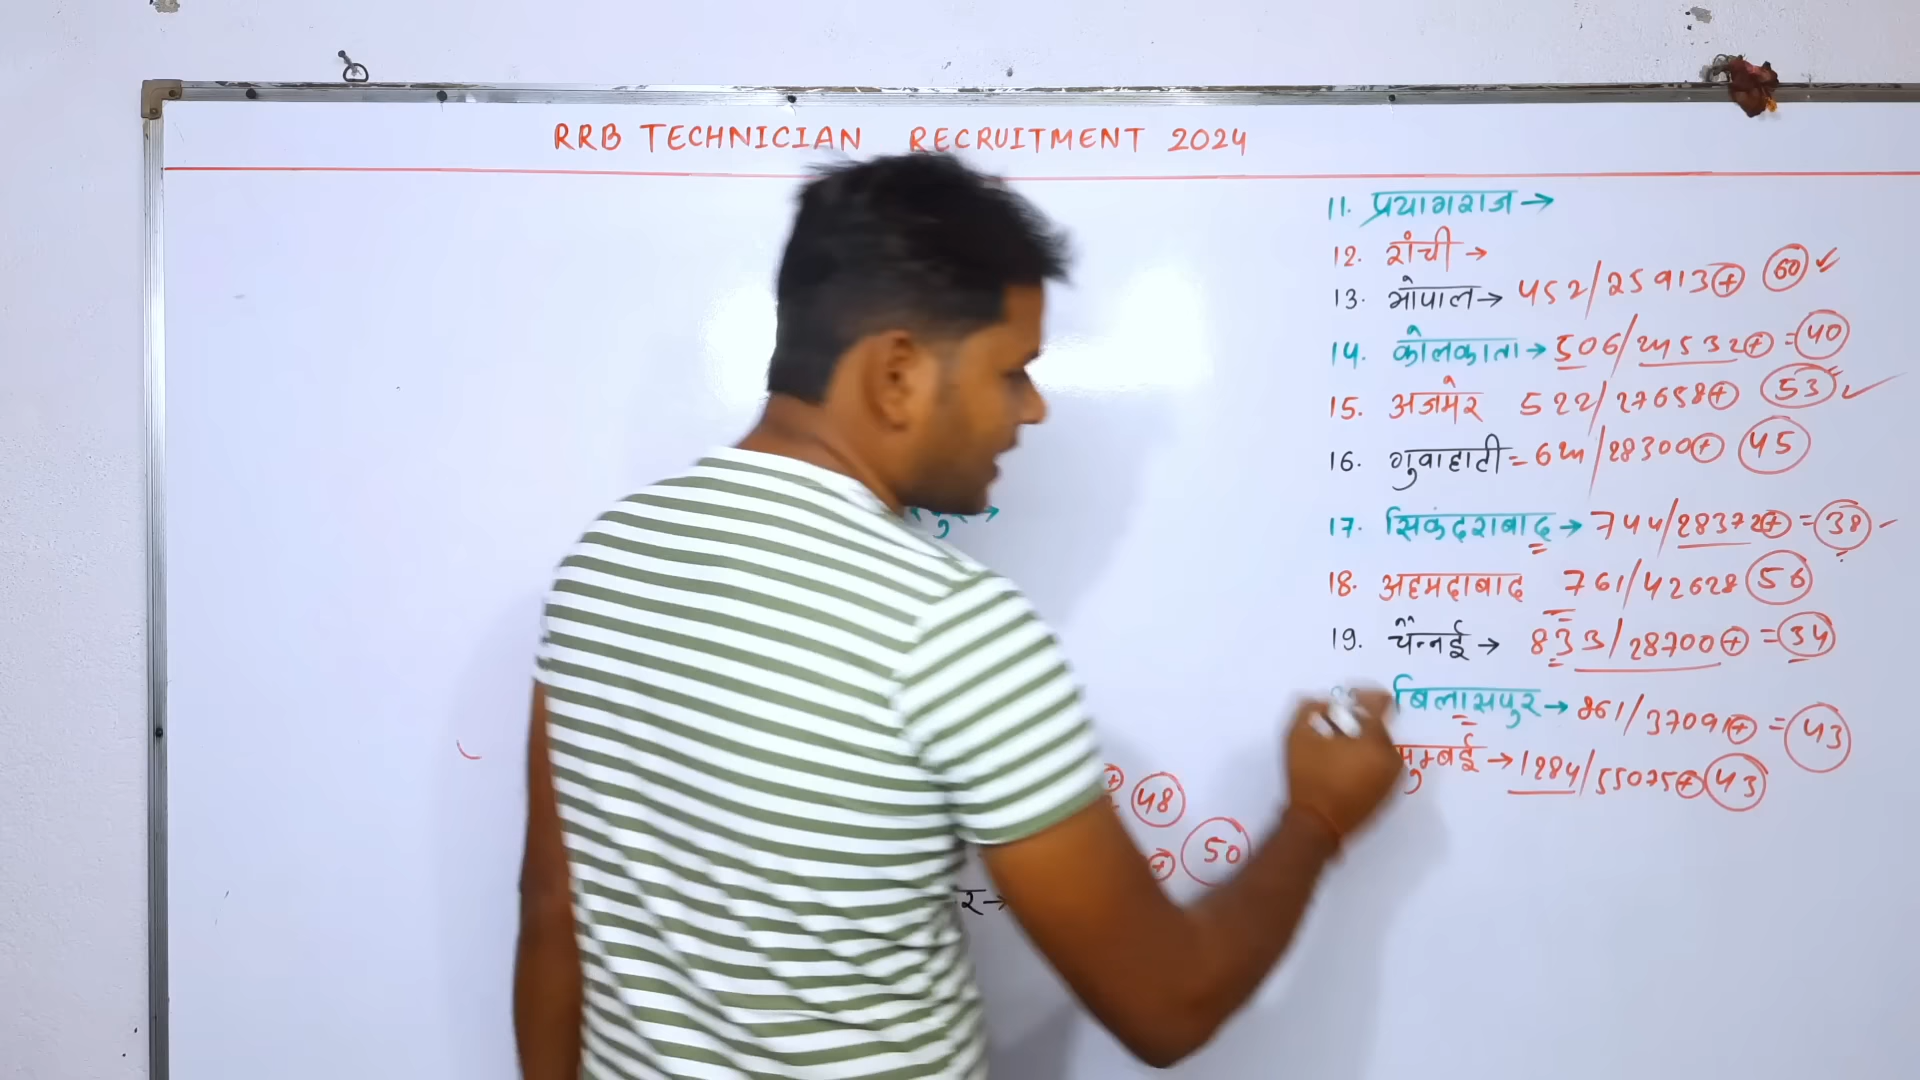 RRB TECHNICIAN RECRUITMENT 2024
11. प्रयागराज →
12. रांची →
13. भोपाल → 452/25913+ 60 ✓
14. कोलकाता → 506/24532+ = 40
15. अजमेर 522/27658+ 53 ✓
16. गुवाहाटी = 624/28300+ 45
17. सिकंदराबाद → 744/28372+ = 38
18. अहमदाबाद 761/42628 56
19. चैन्नई → 833/28700+ = 34
बिलासपुर → 861/37091+ = 43
मुम्बई → 1284/55075+ 43
+ 48
+ 50
र →